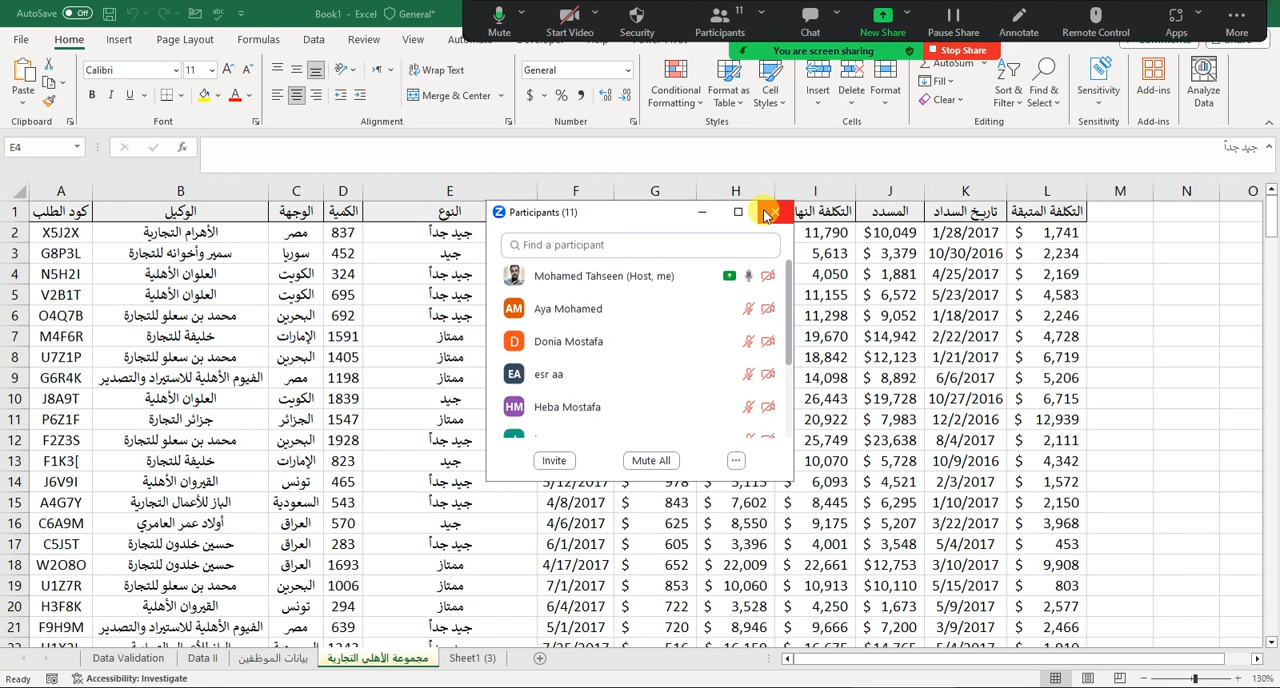 AutoSave Off Book1 - Excel General*
Mute Start Video Security Participants 11 Chat New Share Pause Share Annotate Remote Control Apps More
You are screen sharing Stop Share
File Home Insert Page Layout Formulas Data Review View
Paste Calibri 11 Wrap Text General AutoSum
B I U Merge & Center $ % Conditional Formatting Format as Table Cell Styles Insert Delete Format Fill Clear Sort & Filter Find & Select Sensitivity Add-ins Analyze Data
Clipboard Font Alignment Number Styles Cells Editing Sensitivity Add-ins
E4 fx جيد جداً
A B C D E F G H I J K L M N O
1 كود الطلب الوكيل الوجهة الكمية النوع التكلفة النها المسدد تاريخ السداد التكلفة المتبقة
2 X5J2X الأهرام التجارية مصر 837 جيد جداً 11,790 $10,049 1/28/2017 $ 1,741
3 G8P3L سمير وأخوانه للتجارة سوريا 452 جيد 5,613 $ 3,379 10/30/2016 $ 2,234
4 N5H2I العلوان الأهلية الكويت 324 جيد جداً 4,050 $ 1,881 4/25/2017 $ 2,169
5 V2B1T العلوان الأهلية الكويت 695 جيد جداً 11,155 $ 6,572 5/23/2017 $ 4,583
6 O4Q7B محمد بن سعلو للتجارة البحرين 692 جيد جداً 11,298 $ 9,052 1/18/2017 $ 2,246
7 M4F6R خليفة للتجارة الإمارات 1591 ممتاز 19,670 $14,942 2/22/2017 $ 4,728
8 U7Z1P محمد بن سعلو للتجارة البحرين 1405 ممتاز 18,842 $12,123 1/21/2017 $ 6,719
9 G6R4K الفيوم الأهلية للاستيراد والتصدير مصر 1198 ممتاز 14,098 $ 8,892 6/6/2017 $ 5,206
10 J8A9T العلوان الأهلية الكويت 1839 جيد 26,443 $19,728 10/27/2016 $ 6,715
11 P6Z1F جزائر التجارة الجزائر 1547 ممتاز 20,922 $ 7,983 12/2/2016 $ 12,939
12 F2Z3S محمد بن سعلو للتجارة البحرين 1928 جيد جداً 25,749 $23,638 8/4/2017 $ 2,111
13 F1K3[ خليفة للتجارة الإمارات 823 جيد 10,070 $ 5,728 10/9/2016 $ 4,342
14 J6V9I القيروان الأهلية تونس 465 جيد جداً 5/12/2017 $ 978 $ 5,115 $ 6,093 $ 4,521 2/3/2017 $ 1,572
15 A4G7Y الباز للأعمال التجارية السعودية 543 جيد جداً 4/8/2017 $ 843 $ 7,602 $ 8,445 $ 6,295 1/10/2017 $ 2,150
16 C6A9M أولاد عمر العامري العراق 570 جيد 4/6/2017 $ 625 $ 8,550 $ 9,175 $ 5,207 3/22/2017 $ 3,968
17 C5J5T حسين خلدون للتجارة العراق 283 جيد جداً 6/1/2017 $ 605 $ 3,396 $ 4,001 $ 3,548 5/4/2017 $ 453
18 W2O8O حسين خلدون للتجارة العراق 1693 ممتاز 4/17/2017 $ 652 $ 22,009 $ 22,661 $12,753 3/10/2017 $ 9,908
19 U1Z7R محمد بن سعلو للتجارة البحرين 1006 ممتاز 7/1/2017 $ 853 $ 10,060 $ 10,913 $10,110 5/15/2017 $ 803
20 H3F8K القيروان الأهلية تونس 294 ممتاز 6/4/2017 $ 722 $ 3,528 $ 4,250 $ 1,673 5/9/2017 $ 2,577
21 F9H9M الفيوم الأهلية للاستيراد والتصدير مصر 639 جيد جداً 5/1/2017 $ 720 $ 8,946 $ 9,666 $ 7,200 3/9/2017 $ 2,466
Participants (11)
Find a participant
Mohamed Tahseen (Host, me)
AM Aya Mohamed
D Donia Mostafa
EA esr aa
HM Heba Mostafa
Invite Mute All ...
Data Validation Data II بيانات الموظفين مجموعة الأهلى التجارية Sheet1 (3)
Ready Accessibility: Investigate 130%